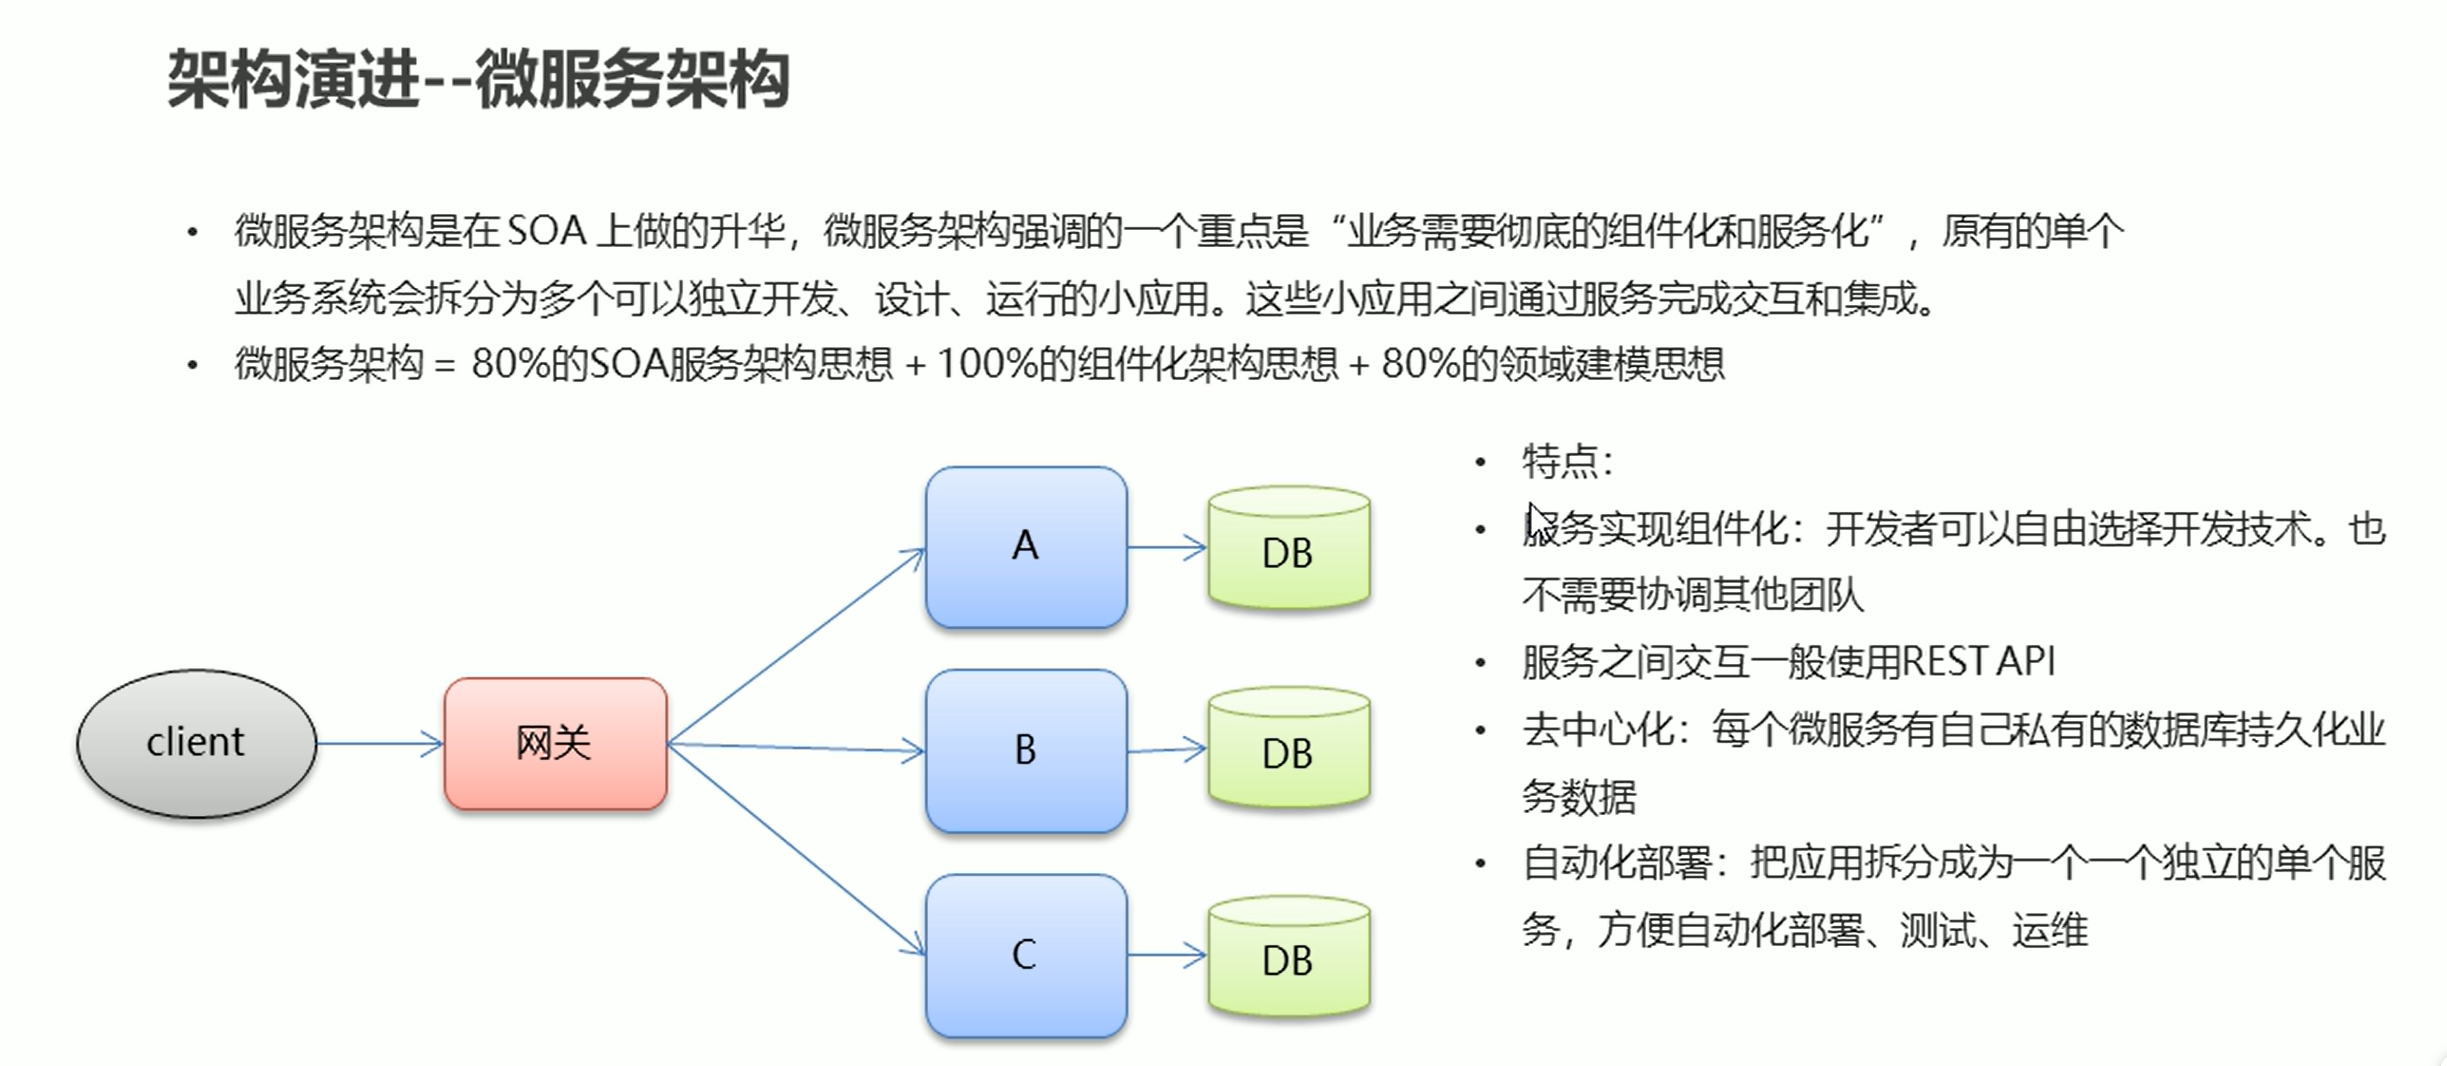 架构演进--微服务架构
• 微服务架构是在 SOA 上做的升华，微服务架构强调的一个重点是“业务需要彻底的组件化和服务化”，原有的单个
业务系统会拆分为多个可以独立开发、设计、运行的小应用。这些小应用之间通过服务完成交互和集成。
• 微服务架构 = 80%的SOA服务架构思想 + 100%的组件化架构思想 + 80%的领域建模思想
client
网关
A
DB
B
DB
C
DB
• 特点：
• 服务实现组件化：开发者可以自由选择开发技术。也
不需要协调其他团队
• 服务之间交互一般使用REST API
• 去中心化：每个微服务有自己私有的数据库持久化业
务数据
• 自动化部署：把应用拆分成为一个一个独立的单个服
务，方便自动化部署、测试、运维